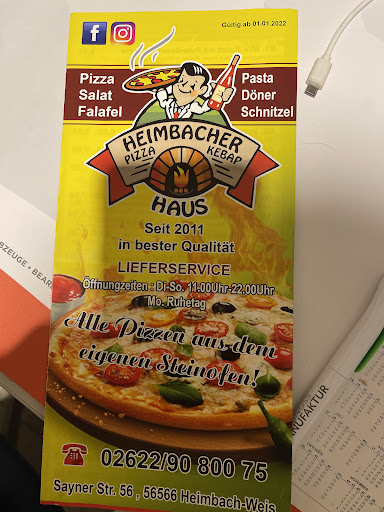 Gültig ab 01.01.2022
Pizza
Salat
Falafel
Pasta
Döner
Schnitzel
HEIMBACHER
PIZZA KEBAP
HAUS
Seit 2011
in bester Qualität
LIEFERSERVICE
Öffnungzeiten : Di-So. 11.00Uhr-22.00Uhr
Mo. Ruhetag
Alle Pizzen aus dem
eigenen Steinofen!
02622/90 800 75
Sayner Str. 56 , 56566 Heimbach-Weis